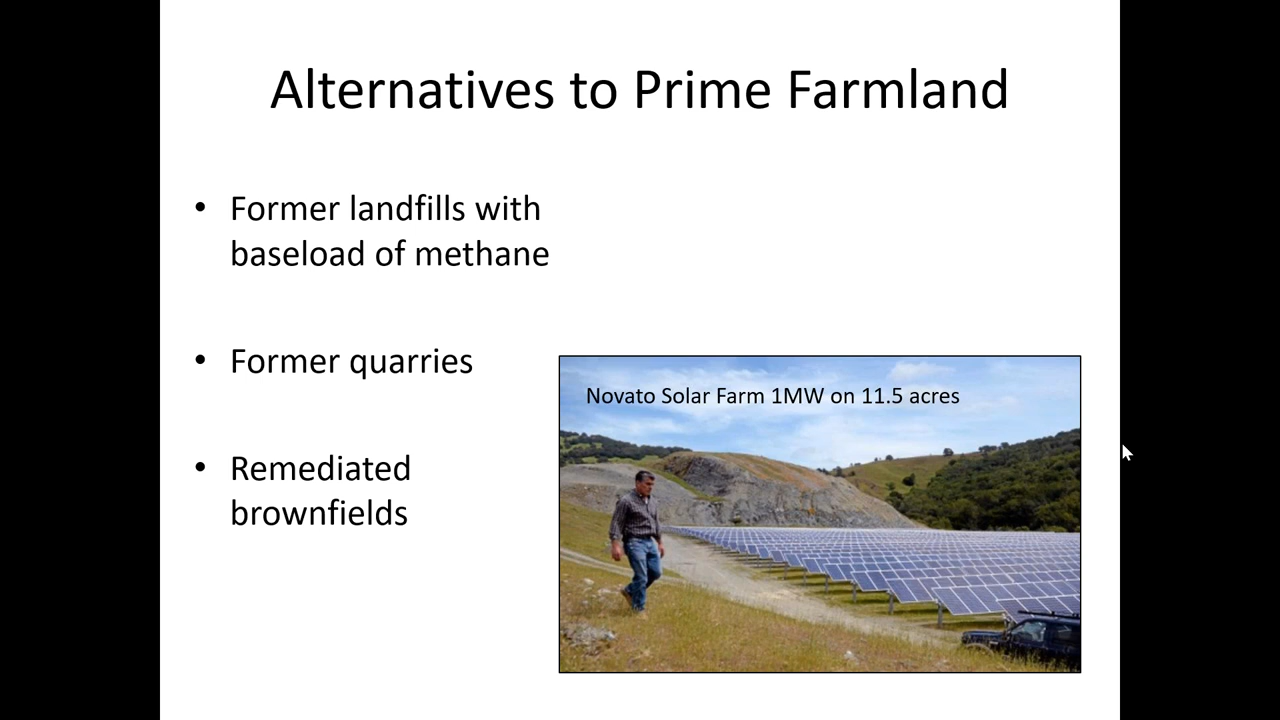 Alternatives to Prime Farmland
• Former landfills with
baseload of methane
• Former quarries
• Remediated
brownfields
Novato Solar Farm 1MW on 11.5 acres